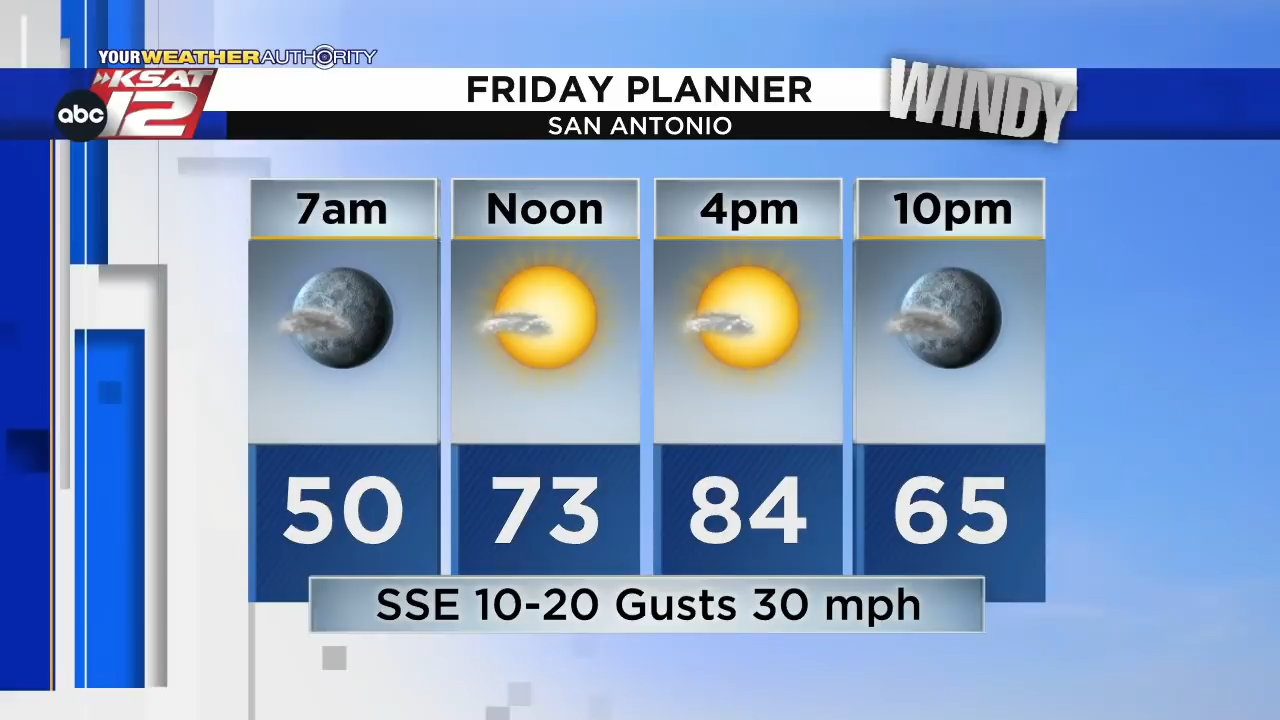 YOURWEATHERAUTHORITY
KSAT
abc 12
FRIDAY PLANNER
WINDY
SAN ANTONIO
7am Noon 4pm 10pm
50 73 84 65
SSE 10-20 Gusts 30 mph